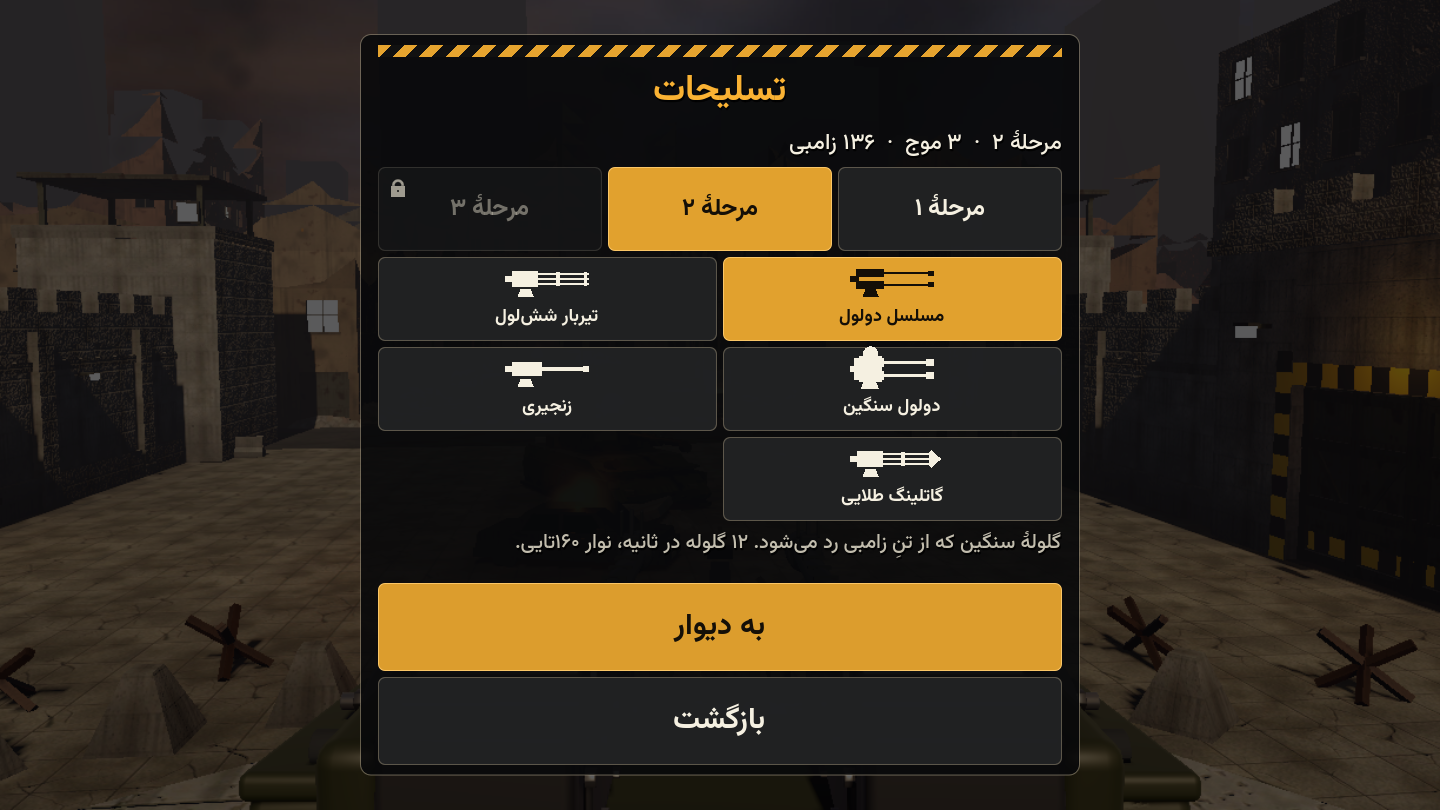 تسلیحات
مرحلهٔ ۲ · ۳ موج · ۱۳۶ زامبی
مرحلهٔ ۱
مرحلهٔ ۲
مرحلهٔ ۳
مسلسل دولول
تیربار شش‌لول
دولول سنگین
زنجیری
گاتلینگ طلایی
گلولهٔ سنگین که از تنِ زامبی رد می‌شود. ۱۲ گلوله در ثانیه، نوار ۱۶۰تایی.
به دیوار
بازگشت